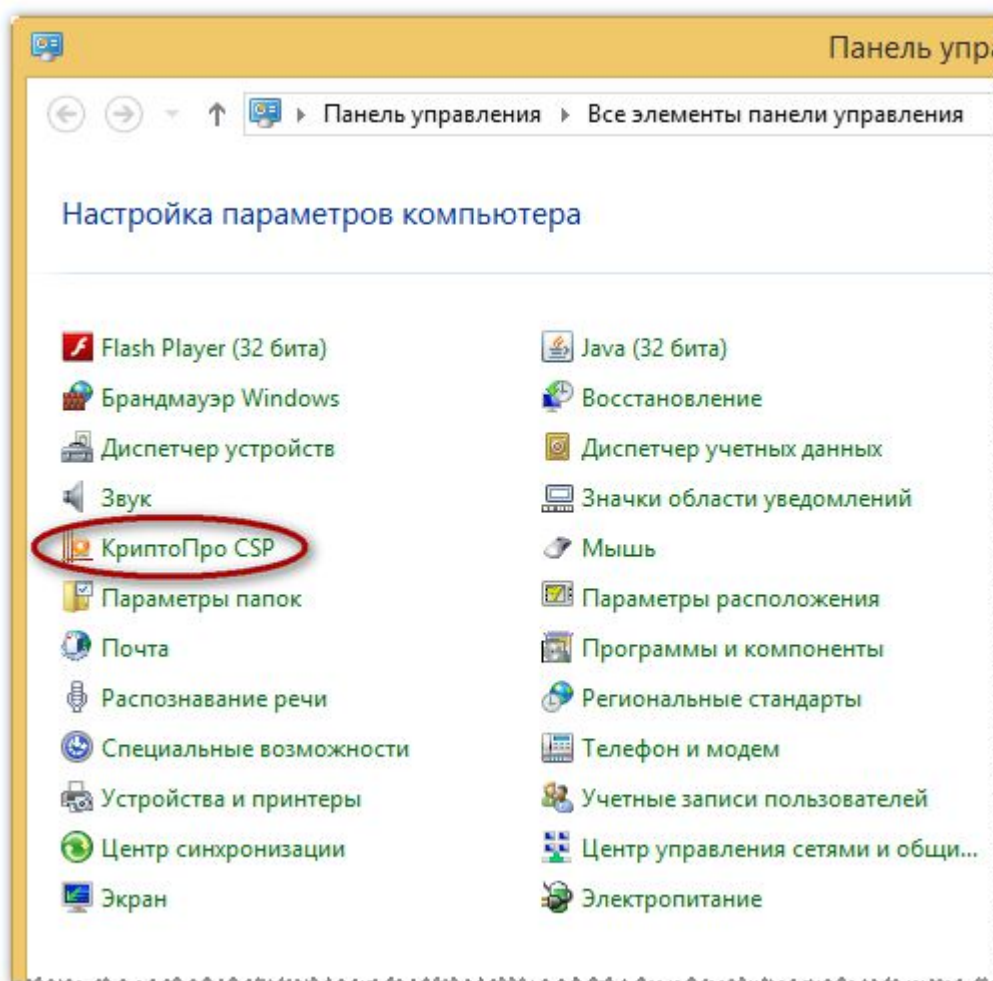 Панель упр
Панель управления Все элементы панели управления
Настройка параметров компьютера
Flash Player (32 бита)
Java (32 бита)
Брандмауэр Windows
Восстановление
Диспетчер устройств
Диспетчер учетных данных
Звук
Значки области уведомлений
КриптоПро CSP
Мышь
Параметры папок
Параметры расположения
Почта
Программы и компоненты
Распознавание речи
Региональные стандарты
Специальные возможности
Телефон и модем
Устройства и принтеры
Учетные записи пользователей
Центр синхронизации
Центр управления сетями и общи...
Экран
Электропитание